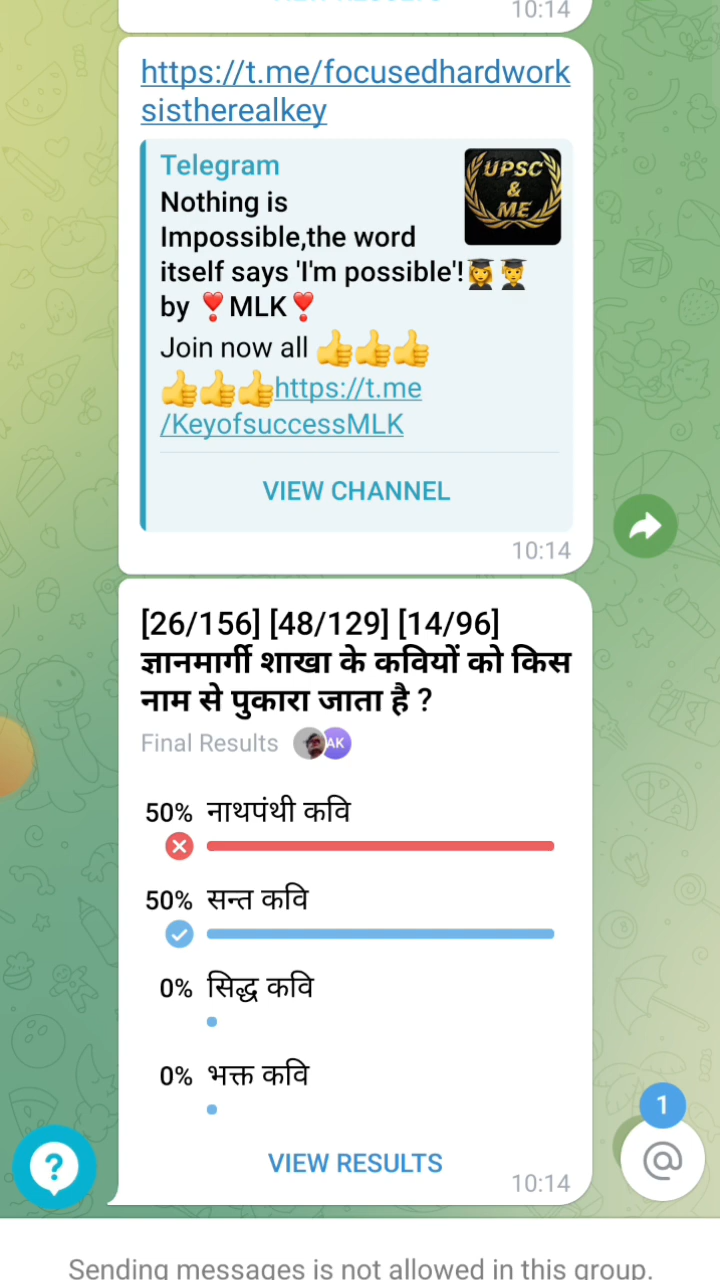 10:14
https://t.me/focusedhardwork
sistherealkey
Telegram
Nothing is
Impossible,the word
itself says 'I'm possible'!👩‍🎓👨‍🎓
by ❣️MLK❣️
Join now all 👍👍👍
👍👍👍https://t.me
/KeyofsuccessMLK
UPSC
&
ME
VIEW CHANNEL
10:14
[26/156] [48/129] [14/96]
ज्ञानमार्गी शाखा के कवियों को किस
नाम से पुकारा जाता है ?
Final Results AK
50% नाथपंथी कवि
50% सन्त कवि
0% सिद्ध कवि
0% भक्त कवि
1
@
?
VIEW RESULTS
10:14
Sending messages is not allowed in this group.